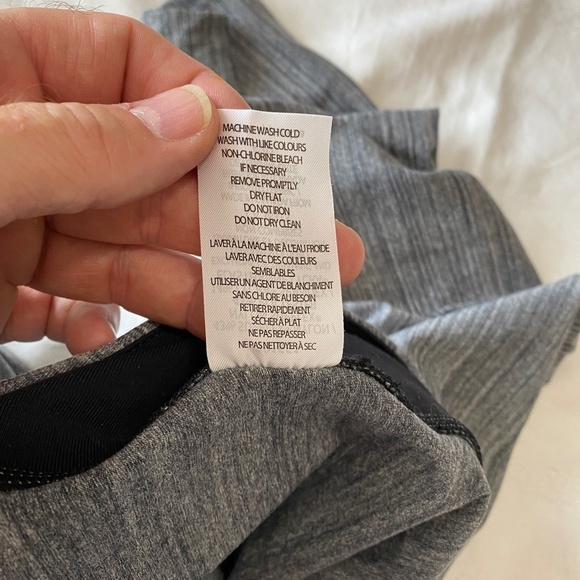 MACHINE WASH COLD
WASH WITH LIKE COLOURS
NON-CHLORINE BLEACH
IF NECESSARY
REMOVE PROMPTLY
DRY FLAT
DO NOT IRON
DO NOT DRY CLEAN
LAVER À LA MACHINE À L'EAU FROIDE
LAVER AVEC DES COULEURS
SEMBLABLES
UTILISER UN AGENT DE BLANCHIMENT
SANS CHLORE AU BESOIN
RETIRER RAPIDEMENT
SÉCHER À PLAT
NE PAS REPASSER
NE PAS NETTOYER À SEC